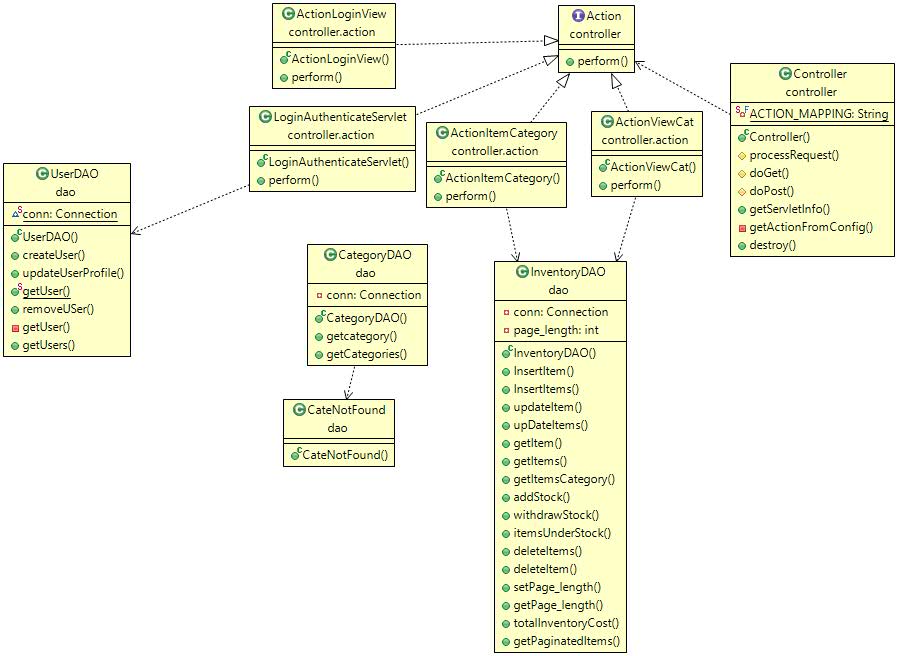 ActionLoginView
controller.action
ActionLoginView()
perform()
Action
controller
perform()
Controller
controller
ACTION_MAPPING: String
Controller()
processRequest()
doGet()
doPost()
getServletInfo()
getActionFromConfig()
destroy()
LoginAuthenticateServlet
controller.action
LoginAuthenticateServlet()
perform()
ActionItemCategory
controller.action
ActionItemCategory()
perform()
ActionViewCat
controller.action
ActionViewCat()
perform()
UserDAO
dao
conn: Connection
UserDAO()
createUser()
updateUserProfile()
getUser()
removeUSer()
getUser()
getUsers()
CategoryDAO
dao
conn: Connection
CategoryDAO()
getcategory()
getCategories()
CateNotFound
dao
CateNotFound()
InventoryDAO
dao
conn: Connection
page_length: int
InventoryDAO()
InsertItem()
InsertItems()
updateItem()
upDateItems()
getItem()
getItems()
getItemsCategory()
addStock()
withdrawStock()
itemsUnderStock()
deleteItems()
deleteItem()
setPage_length()
getPage_length()
totalInventoryCost()
getPaginatedItems()